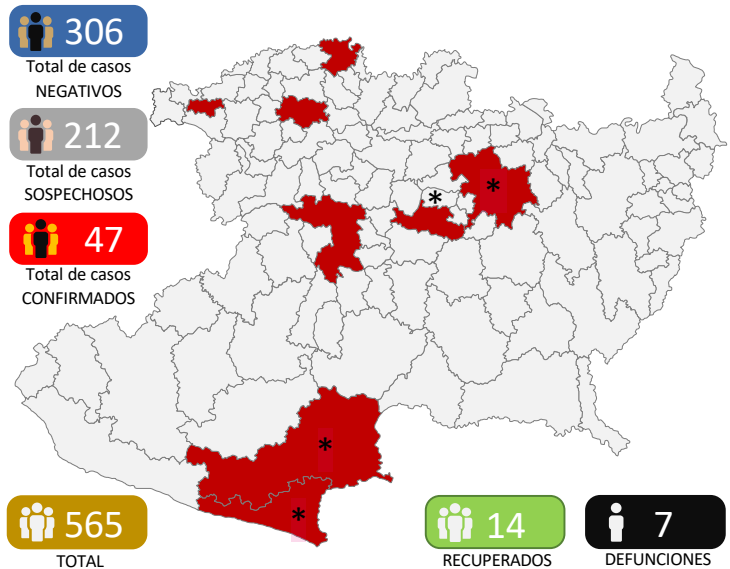 306
Total de casos
NEGATIVOS
212
Total de casos
SOSPECHOSOS
47
Total de casos
CONFIRMADOS
*
*
*
*
565
TOTAL
14
RECUPERADOS
7
DEFUNCIONES